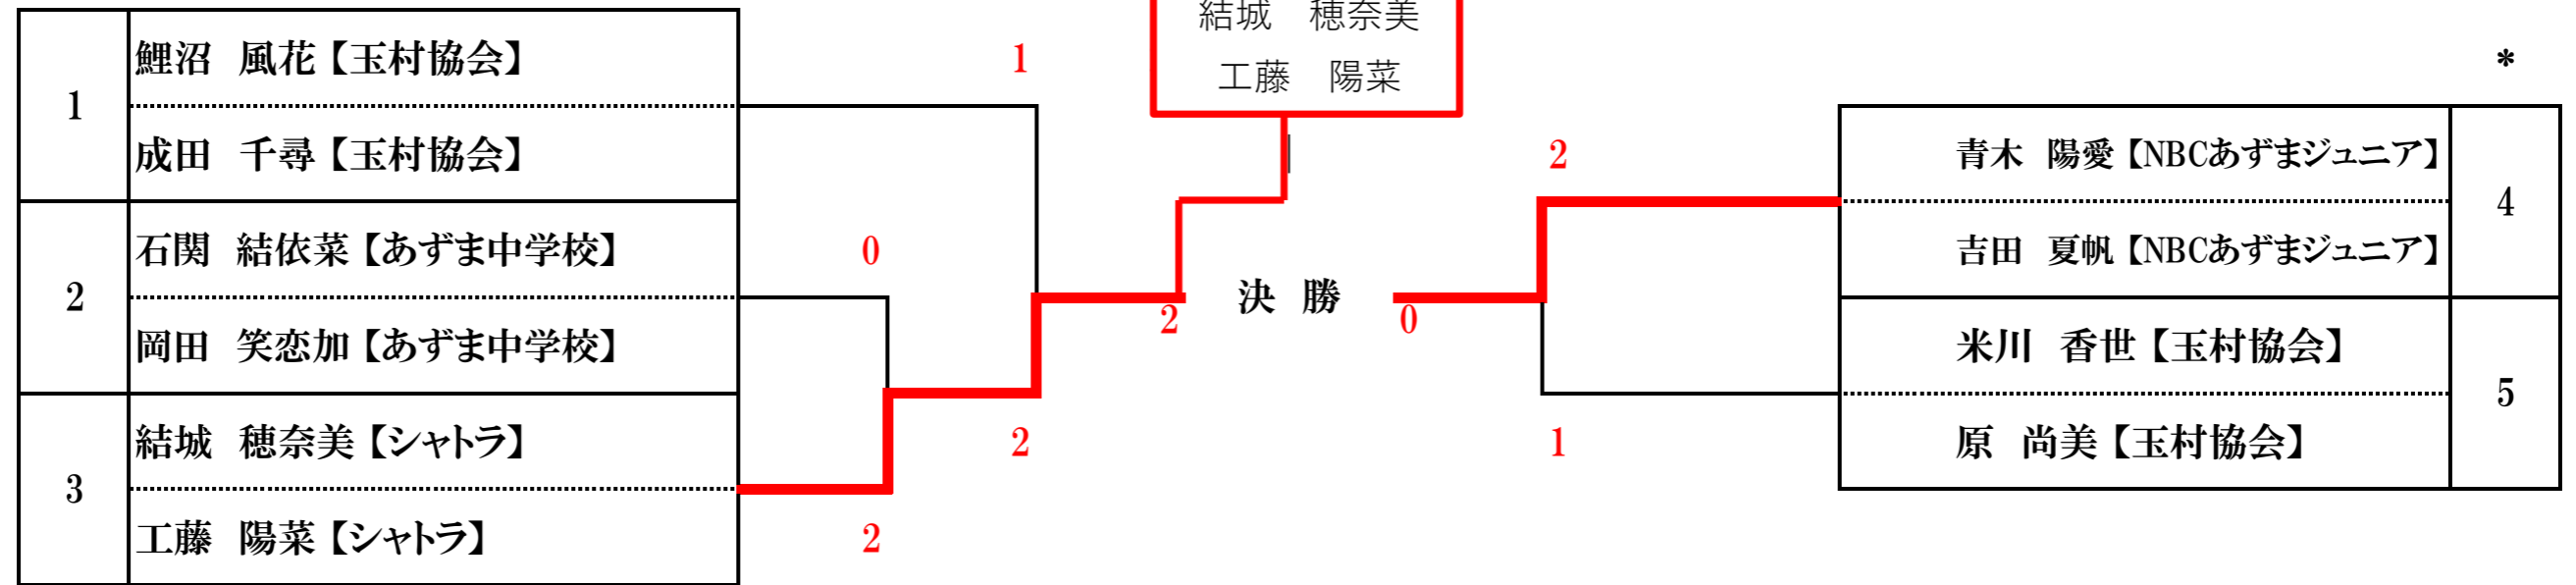 結城　穂奈美
工藤　陽菜
1
鯉沼　風花【玉村協会】
成田　千尋【玉村協会】
2
石関　結依菜【あずま中学校】
岡田　笑恋加【あずま中学校】
3
結城　穂奈美【シャトラ】
工藤　陽菜【シャトラ】
1
0
2
2
2
決　勝
0
2
1
*
青木　陽愛【NBCあずまジュニア】
吉田　夏帆【NBCあずまジュニア】
4
米川　香世【玉村協会】
原　尚美【玉村協会】
5